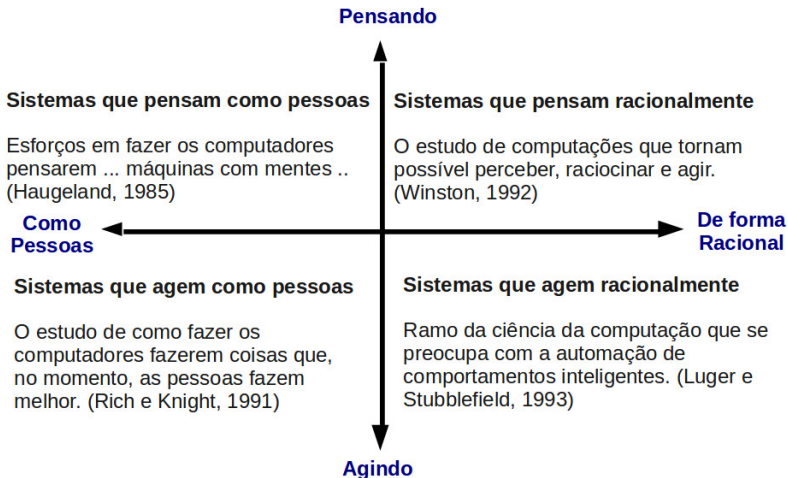 Pensando
Sistemas que pensam como pessoas
Esforços em fazer os computadores
pensarem ... máquinas com mentes ..
(Haugeland, 1985)
Sistemas que pensam racionalmente
O estudo de computações que tornam
possível perceber, raciocinar e agir.
(Winston, 1992)
Como
Pessoas
De forma
Racional
Sistemas que agem como pessoas
O estudo de como fazer os
computadores fazerem coisas que,
no momento, as pessoas fazem
melhor. (Rich e Knight, 1991)
Sistemas que agem racionalmente
Ramo da ciência da computação que se
preocupa com a automação de
comportamentos inteligentes. (Luger e
Stubblefield, 1993)
Agindo